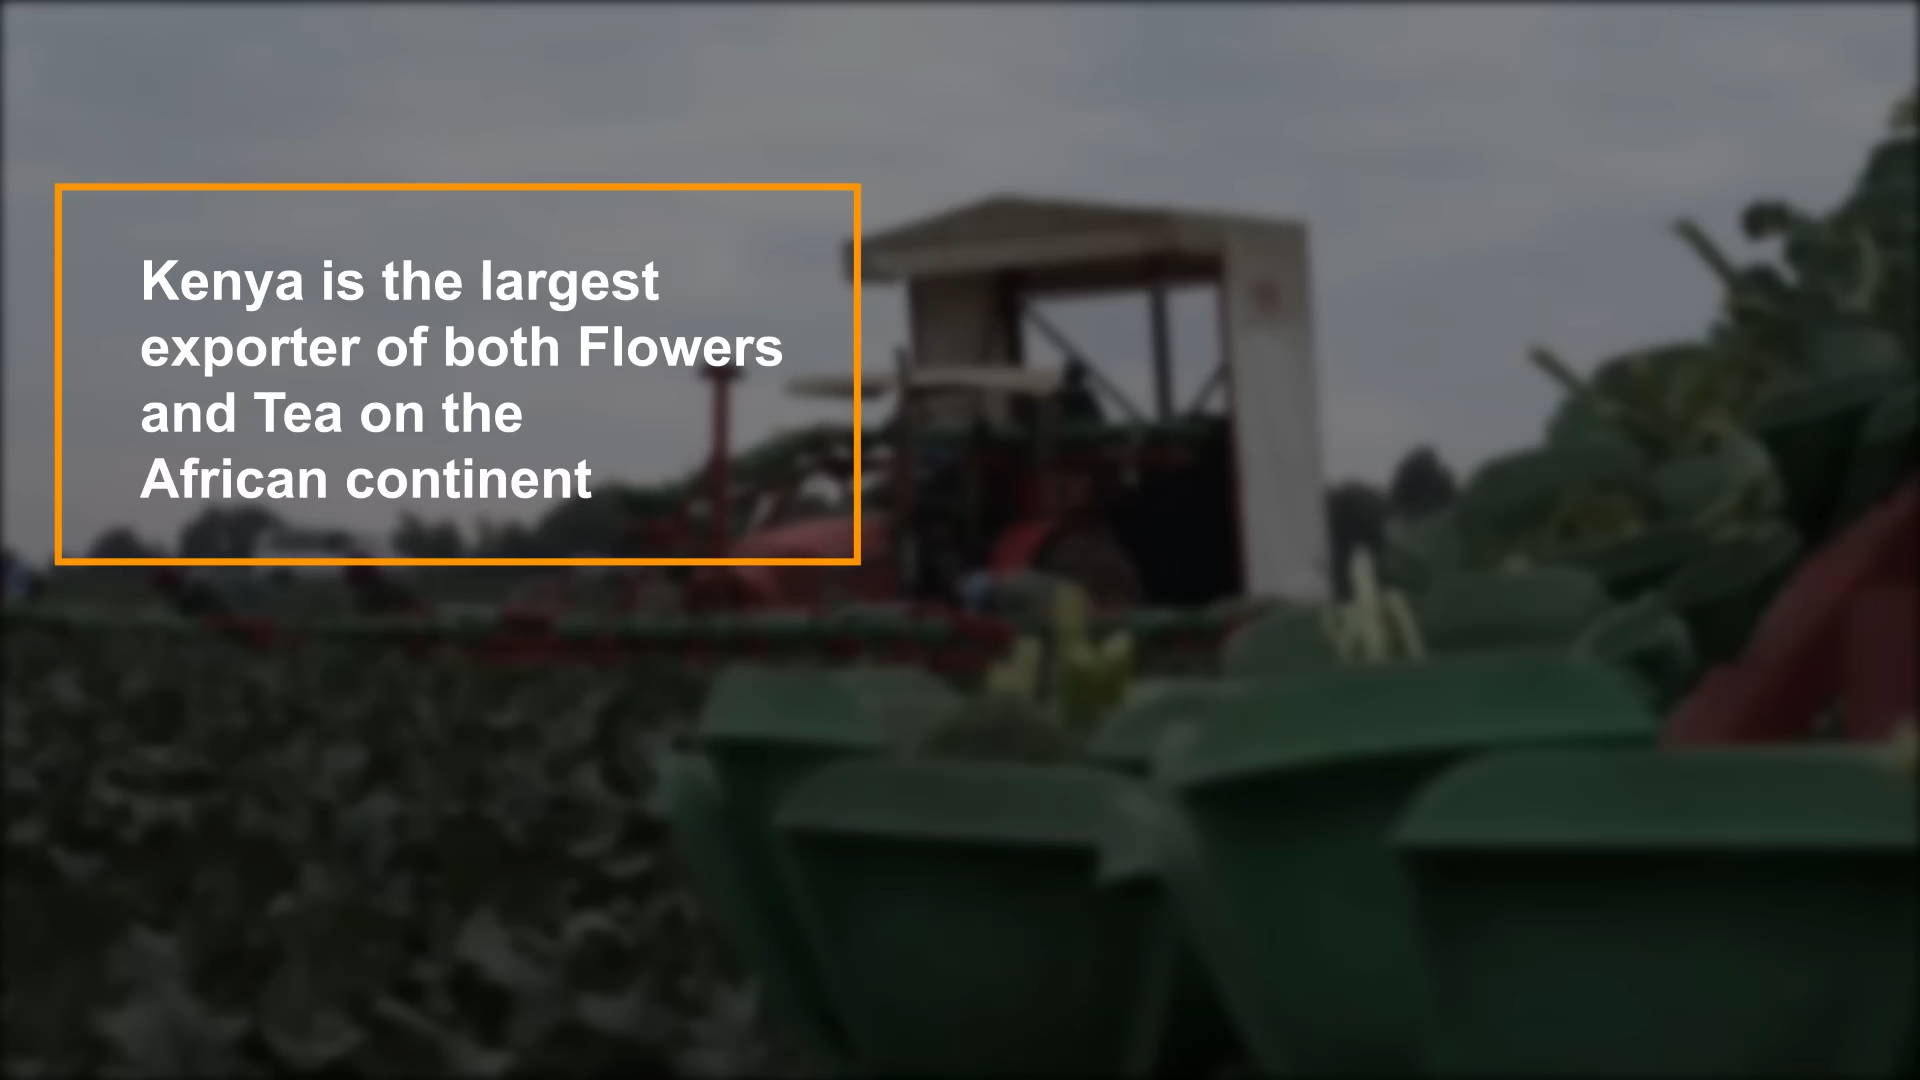 Kenya is the largest
exporter of both Flowers
and Tea on the
African continent